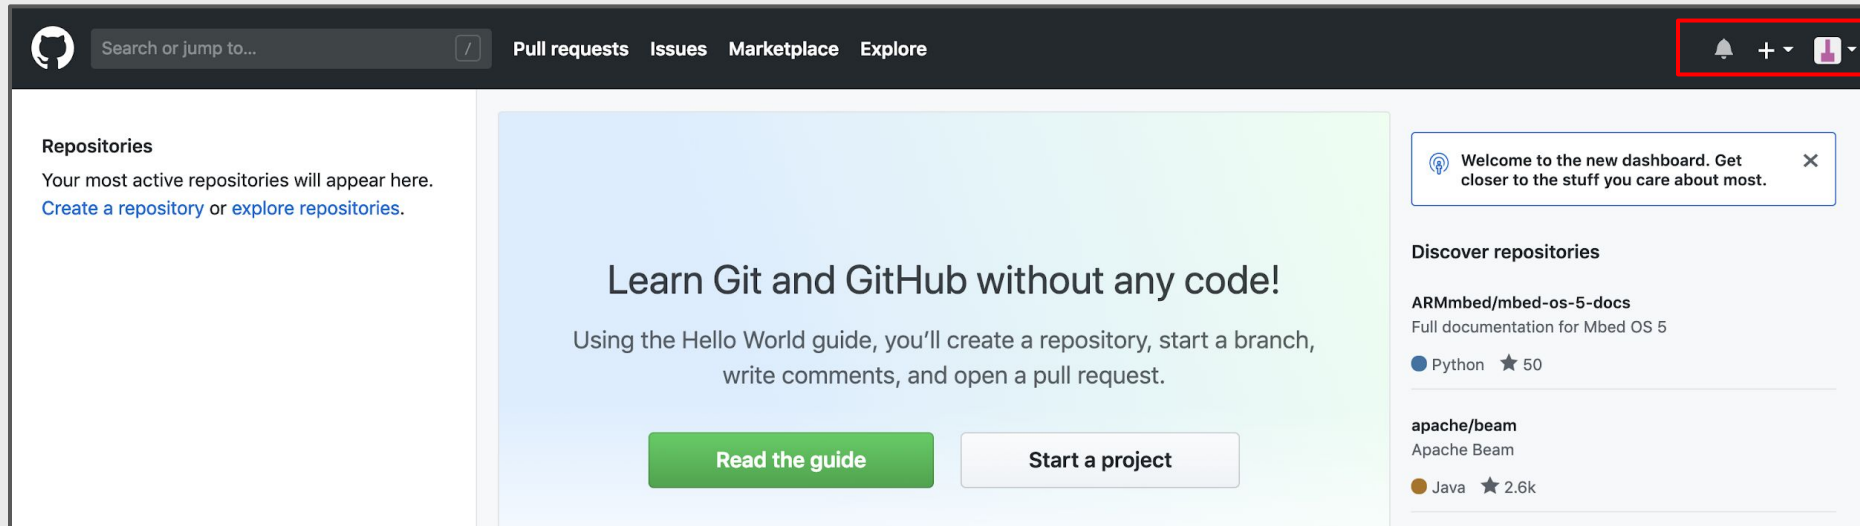 Search or jump to... /
Pull requests Issues Marketplace Explore
Repositories
Your most active repositories will appear here.
Create a repository or explore repositories.
Learn Git and GitHub without any code!
Using the Hello World guide, you’ll create a repository, start a branch,
write comments, and open a pull request.
Read the guide
Start a project
Welcome to the new dashboard. Get
closer to the stuff you care about most.
Discover repositories
ARMmbed/mbed-os-5-docs
Full documentation for Mbed OS 5
Python 50
apache/beam
Apache Beam
Java 2.6k